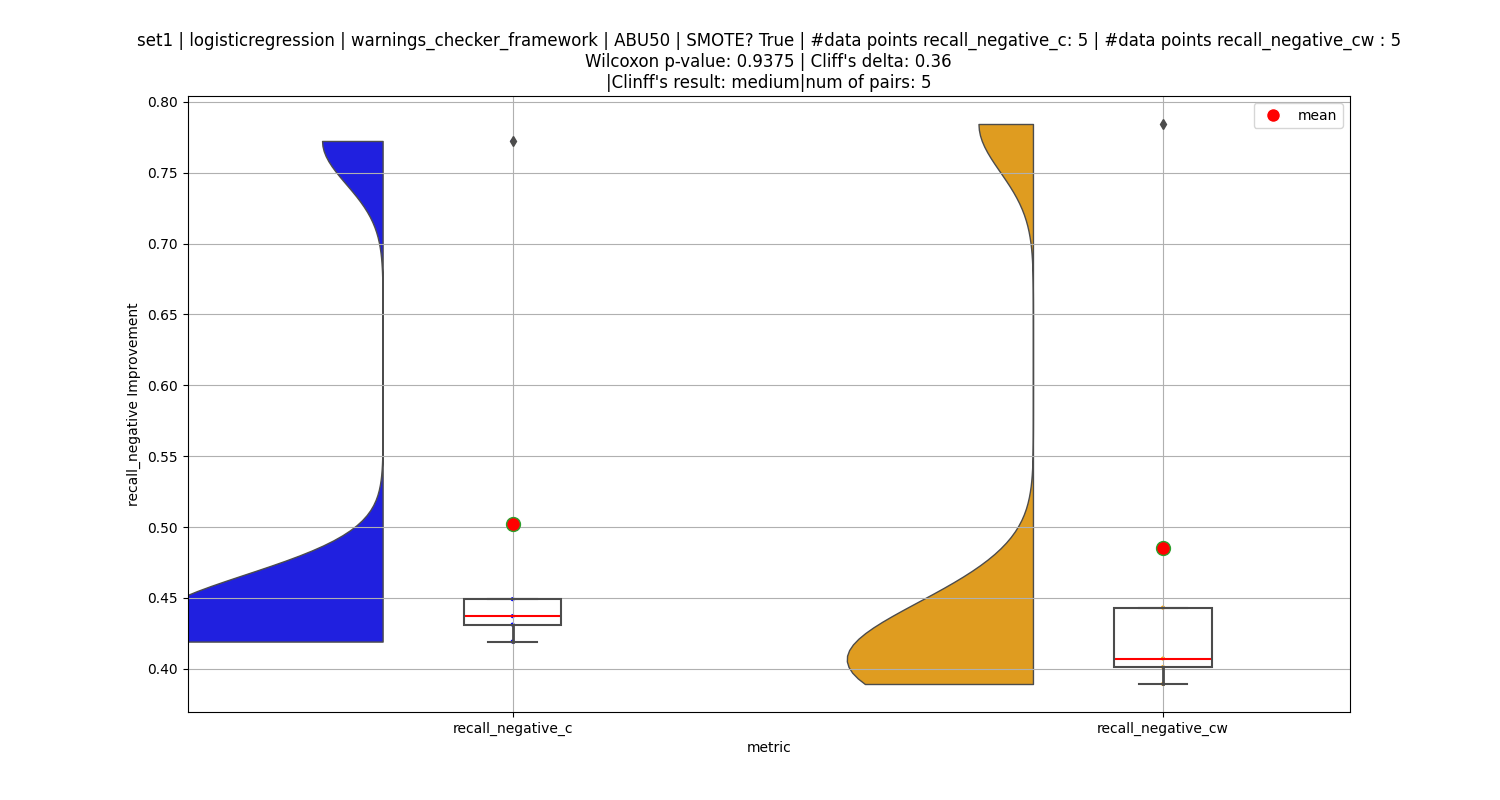 set1 | logisticregression | warnings_checker_framework | ABU50 | SMOTE? True | #data points recall_negative_c: 5 | #data points recall_negative_cw : 5
Wilcoxon p-value: 0.9375 | Cliff's delta: 0.36
|Clinff's result: medium|num of pairs: 5
mean
0.80
0.75
0.70
0.65
0.60
0.55
0.50
0.45
0.40
recall_negative Improvement
recall_negative_c
recall_negative_cw
metric